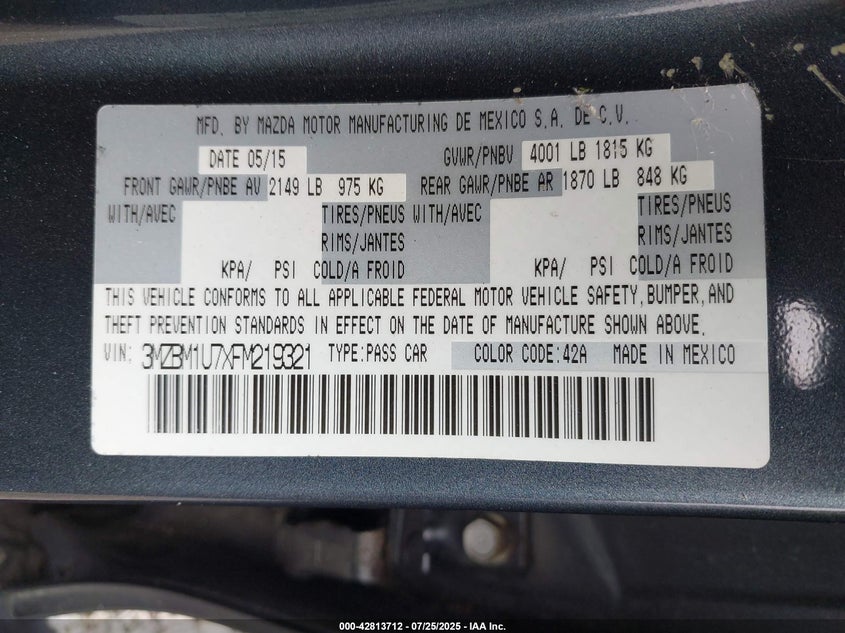 MFD. BY MAZDA MOTOR MANUFACTURING DE MEXICO S.A. DE C.V.
DATE 05/15 GVWR/PNBV 4001 LB 1815 KG
FRONT GAWR/PNBE AV 2149 LB 975 KG REAR GAWR/PNBE AR 1870 LB 848 KG
WITH/AVEC TIRES/PNEUS WITH/AVEC TIRES/PNEUS
RIMS/JANTES RIMS/JANTES
KPA/ PSI COLD/A FROID KPA/ PSI COLD/A FROID
THIS VEHICLE CONFORMS TO ALL APPLICABLE FEDERAL MOTOR VEHICLE SAFETY, BUMPER, AND
THEFT PREVENTION STANDARDS IN EFFECT ON THE DATE OF MANUFACTURE SHOWN ABOVE.
VIN: 3MZBM1U7XFM219321 TYPE:PASS CAR COLOR CODE:42A MADE IN MEXICO
000-42813712 - 07/25/2025 - IAA Inc.